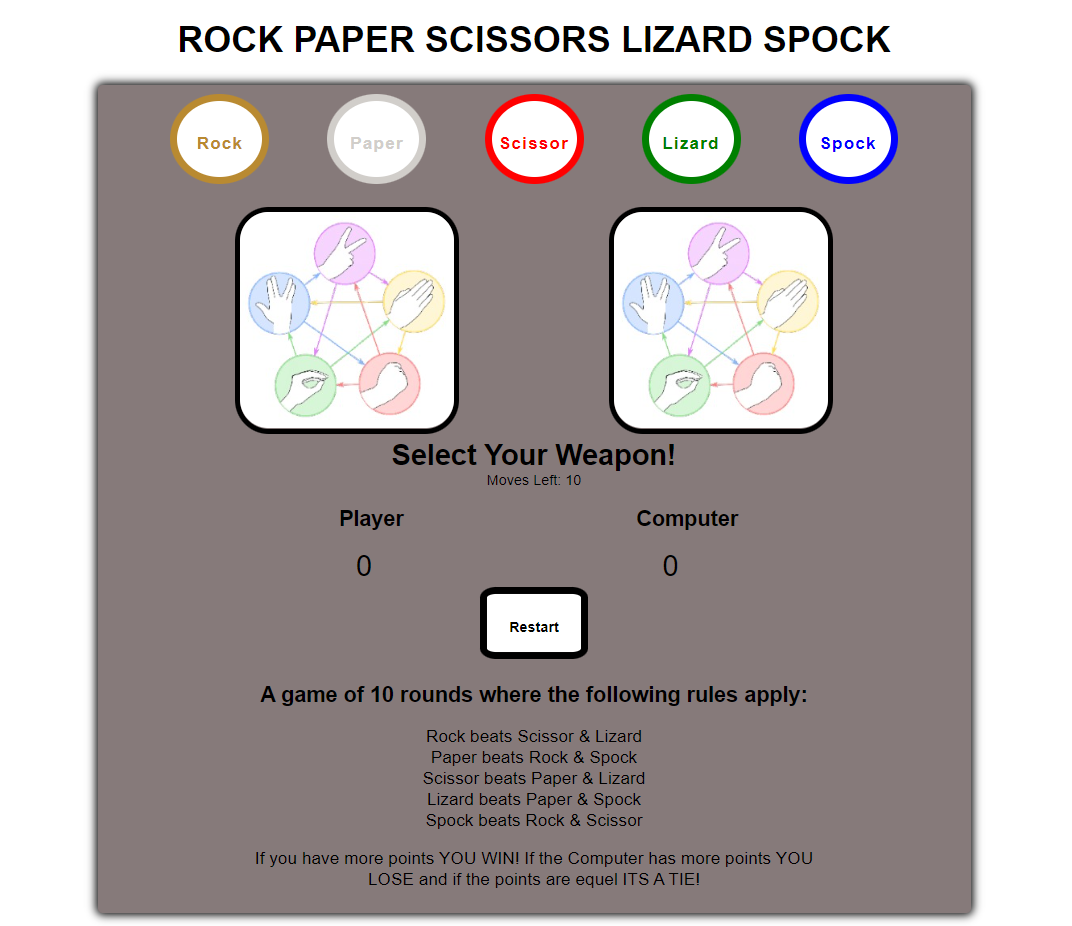 ROCK PAPER SCISSORS LIZARD SPOCK
Rock
Paper
Scissor
Lizard
Spock
Select Your Weapon!
Moves Left: 10
Player
Computer
0
0
Restart
A game of 10 rounds where the following rules apply:
Rock beats Scissor & Lizard
Paper beats Rock & Spock
Scissor beats Paper & Lizard
Lizard beats Paper & Spock
Spock beats Rock & Scissor
If you have more points YOU WIN! If the Computer has more points YOU
LOSE and if the points are equel ITS A TIE!